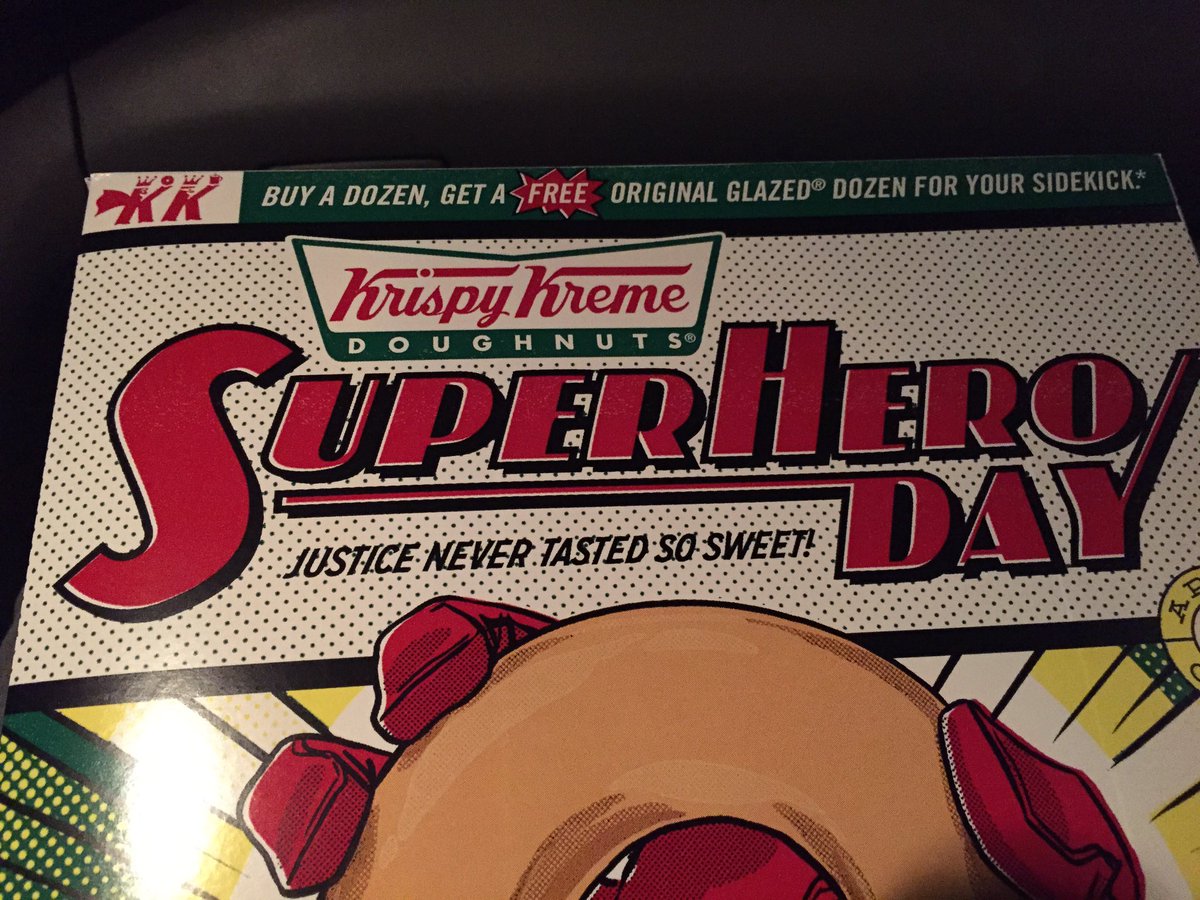 KK
BUY A DOZEN, GET A FREE ORIGINAL GLAZED® DOZEN FOR YOUR SIDEKICK.*
Krispy Kreme
DOUGHNUTS®
SUPERHERO
DAY
JUSTICE NEVER TASTED SO SWEET!